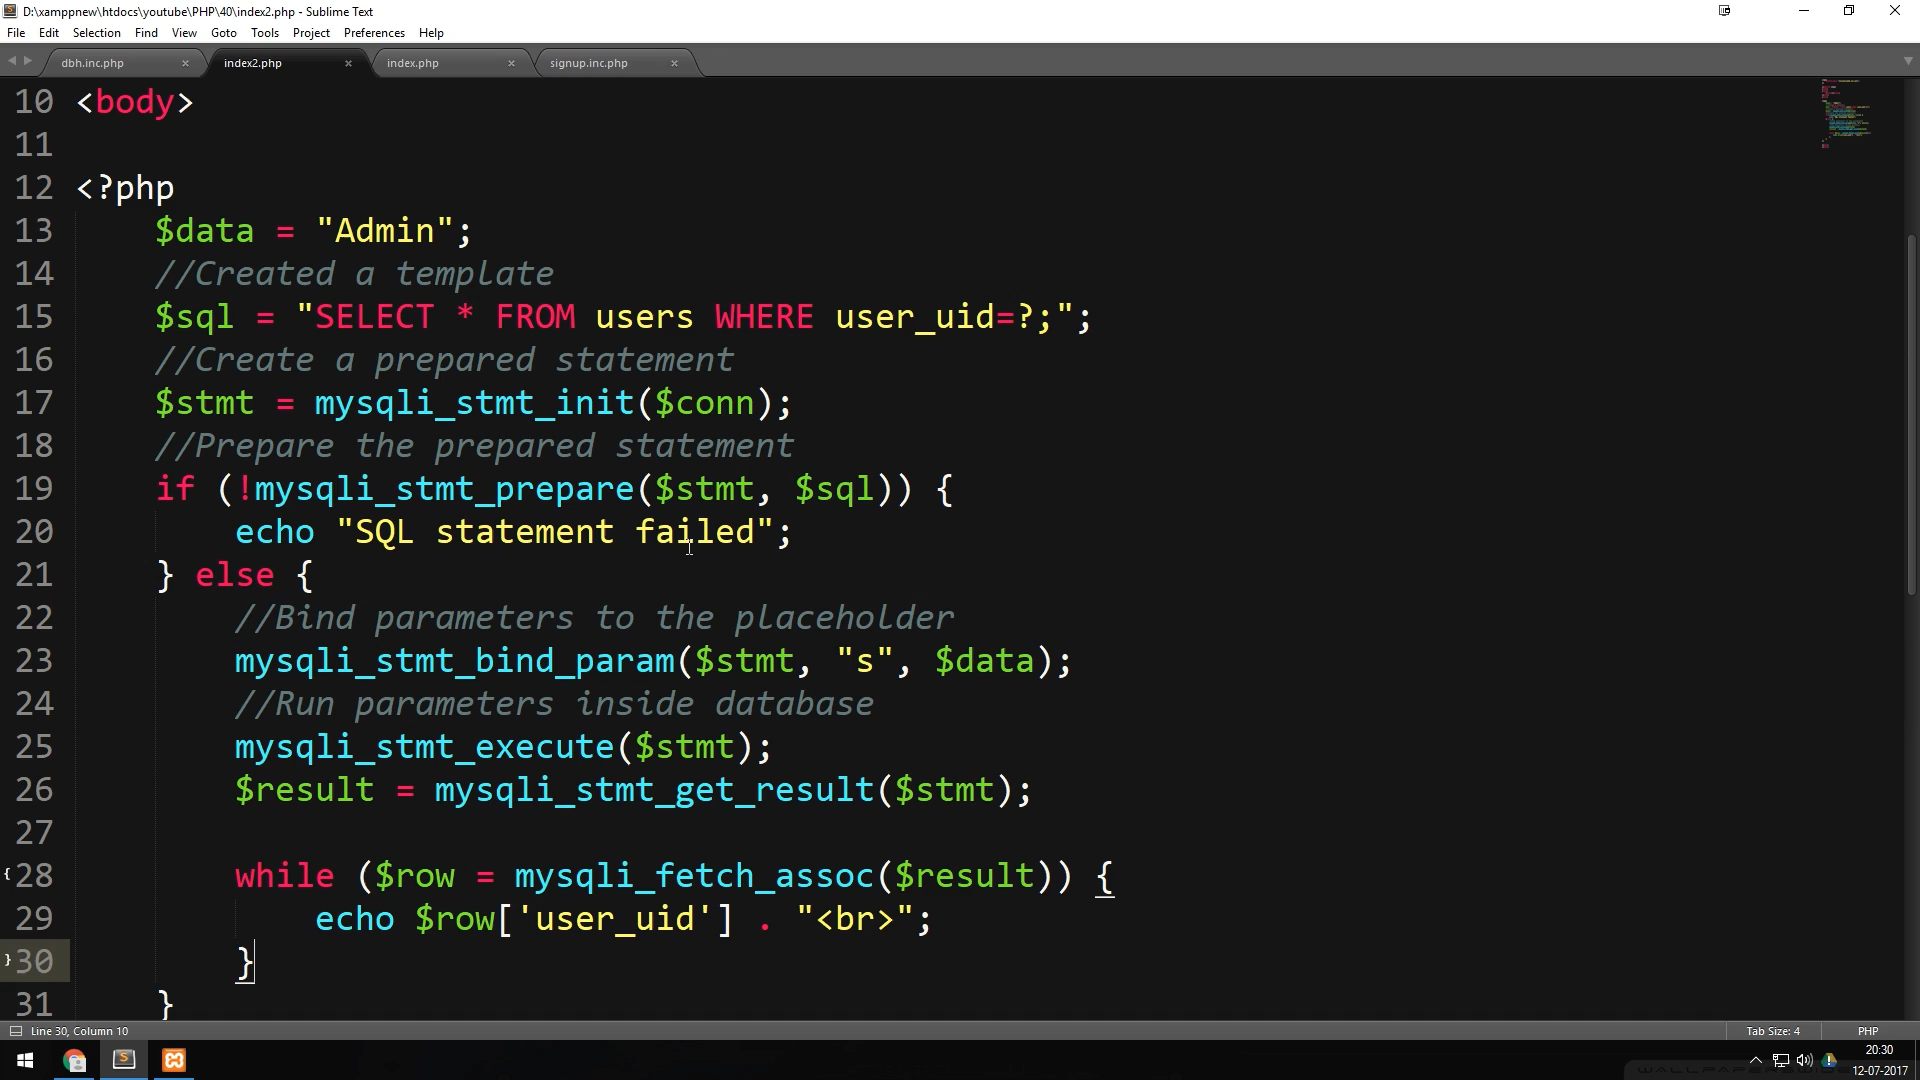 D:\xamppnew\htdocs\youtube\PHP\40\index2.php - Sublime Text
File Edit Selection Find View Goto Tools Project Preferences Help
dbh.inc.php × index2.php × index.php × signup.inc.php ×
10 <body>
11
12 <?php
13 $data = "Admin";
14 //Created a template
15 $sql = "SELECT * FROM users WHERE user_uid=?;";
16 //Create a prepared statement
17 $stmt = mysqli_stmt_init($conn);
18 //Prepare the prepared statement
19 if (!mysqli_stmt_prepare($stmt, $sql)) {
20 echo "SQL statement failed";
21 } else {
22 //Bind parameters to the placeholder
23 mysqli_stmt_bind_param($stmt, "s", $data);
24 //Run parameters inside database
25 mysqli_stmt_execute($stmt);
26 $result = mysqli_stmt_get_result($stmt);
27
{ 28 while ($row = mysqli_fetch_assoc($result)) {
29 echo $row['user_uid'] . "<br>";
} 30 }
31 }
Line 30, Column 10 Tab Size: 4 PHP
20:30
12-07-2017